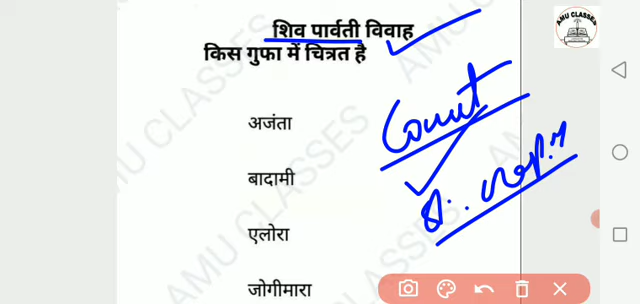 AMU CLASSES
शिव पार्वती विवाह
किस गुफा में चित्रत है
अजंता
बादामी
एलोरा
जोगीमारा